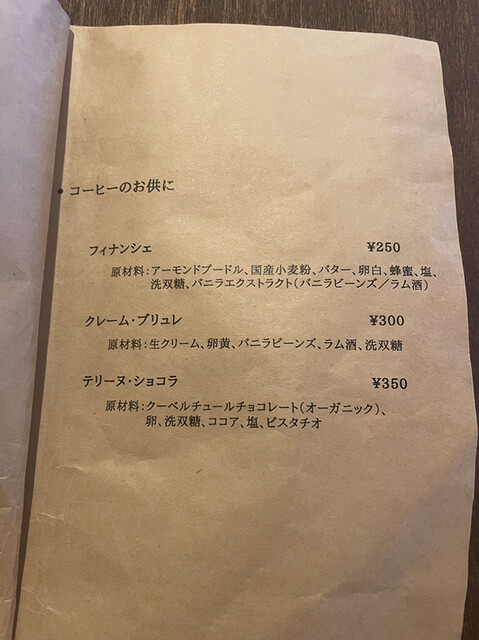 ・コーヒーのお供に
フィナンシェ ¥250
原材料：アーモンドプードル、国産小麦粉、バター、卵白、蜂蜜、塩、
洗双糖、バニラエクストラクト（バニラビーンズ／ラム酒）
クレーム・ブリュレ ¥300
原材料：生クリーム、卵黄、バニラビーンズ、ラム酒、洗双糖
テリーヌ・ショコラ ¥350
原材料：クーベルチュールチョコレート（オーガニック）、
卵、洗双糖、ココア、塩、ピスタチオ